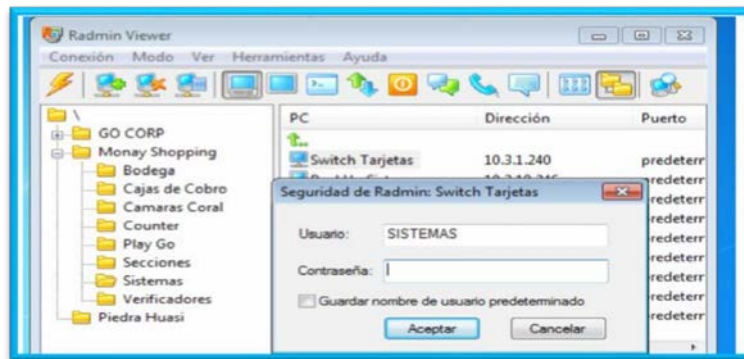 Radmin Viewer
Conexión Modo Ver Herramientas Ayuda
\
GO CORP
Monay Shopping
Bodega
Cajas de Cobro
Camaras Coral
Counter
Play Go
Secciones
Sistemas
Verificadores
Piedra Huasi
PC Dirección Puerto
Switch Tarjetas 10.3.1.240 predeterr
predeterr
Seguridad de Radmin: Switch Tarjetas
Usuario: SISTEMAS
Contraseña:
Guardar nombre de usuario predeterminado
Aceptar Cancelar